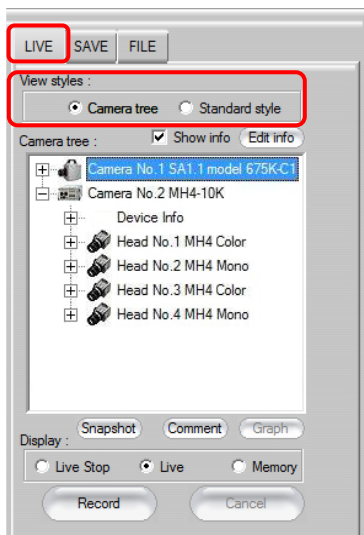 LIVE SAVE FILE
View styles :
Camera tree Standard style
Camera tree : Show info Edit info
Camera No.1 SA1.1 model 675K-C1
Camera No.2 MH4-10K
Device Info
Head No.1 MH4 Color
Head No.2 MH4 Mono
Head No.3 MH4 Color
Head No.4 MH4 Mono
Snapshot Comment Graph
Display :
Live Stop Live Memory
Record Cancel